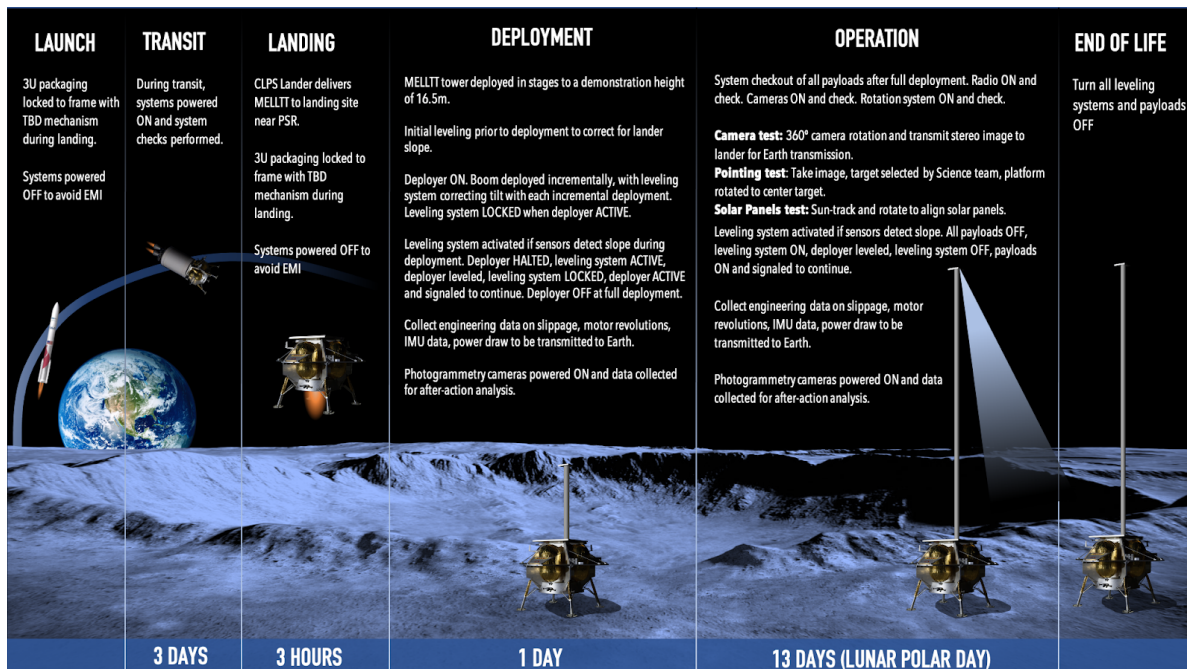 LAUNCH
3U packaging
locked to frame with
TBD mechanism
during landing.
Systems powered
OFF to avoid EMI
TRANSIT
During transit,
systems powered
ON and system
checks performed.
3 DAYS
LANDING
CLPS Lander delivers
MELLTT to landing site
near PSR.
3U packaging locked to
frame with TBD
mechanism during
landing.
Systems powered OFF to
avoid EMI
3 HOURS
DEPLOYMENT
MELLTT tower deployed in stages to a demonstration height
of 16.5m.
Initial leveling prior to deployment to correct for lander
slope.
Deployer ON. Boom deployed incrementally, with leveling
system correcting tilt with each incremental deployment.
Leveling system LOCKED when deployer ACTIVE.
Leveling system activated if sensors detect slope during
deployment. Deployer HALTED, leveling system ACTIVE,
deployer leveled, leveling system LOCKED, deployer ACTIVE
and signaled to continue. Deployer OFF at full deployment.
Collect engineering data on slippage, motor revolutions,
IMU data, power draw to be transmitted to Earth.
Photogrammetry cameras powered ON and data collected
for after-action analysis.
1 DAY
OPERATION
System checkout of all payloads after full deployment. Radio ON and
check. Cameras ON and check. Rotation system ON and check.
Camera test: 360° camera rotation and transmit stereo image to
lander for Earth transmission.
Pointing test: Take image, target selected by Science team, platform
rotated to center target.
Solar Panels test: Sun-track and rotate to align solar panels.
Leveling system activated if sensors detect slope. All payloads OFF,
leveling system ON, deployer leveled, leveling system OFF, payloads
ON and signaled to continue.
Collect engineering data on slippage, motor
revolutions, IMU data, power draw to be
transmitted to Earth.
Photogrammetry cameras powered ON and data
collected for after-action analysis.
13 DAYS (LUNAR POLAR DAY)
END OF LIFE
Turn all leveling
systems and payloads
OFF